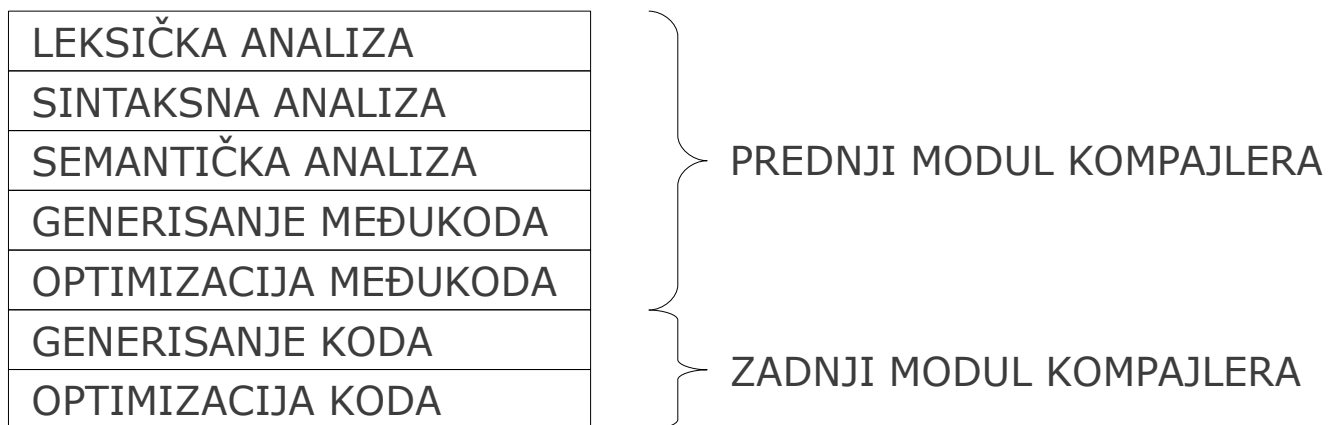 LEKSIČKA ANALIZA
SINTAKSNA ANALIZA
SEMANTIČKA ANALIZA
GENERISANJE MEĐUKODA
OPTIMIZACIJA MEĐUKODA
GENERISANJE KODA
OPTIMIZACIJA KODA
PREDNJI MODUL KOMPAJLERA
ZADNJI MODUL KOMPAJLERA